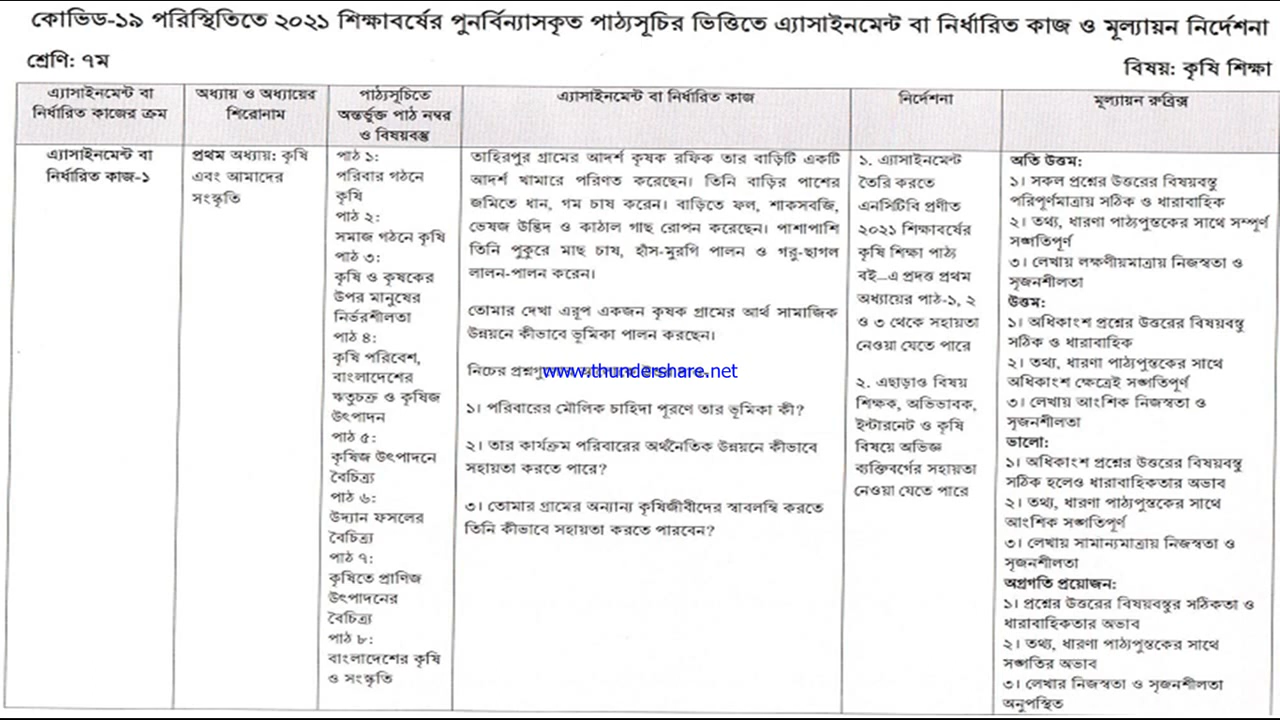 কোভিড-১৯ পরিস্থিতিতে ২০২১ শিক্ষাবর্ষের পুনর্বিন্যাসকৃত পাঠ্যসূচির ভিত্তিতে এ্যাসাইনমেন্ট বা নির্ধারিত কাজ ও মূল্যায়ন নির্দেশনা
শ্রেণি: ৭ম
বিষয়: কৃষি শিক্ষা
এ্যাসাইনমেন্ট বা
নির্ধারিত কাজের ক্রম
অধ্যায় ও অধ্যায়ের
শিরোনাম
পাঠ্যসূচিতে
অন্তর্ভুক্ত পাঠ নম্বর
ও বিষয়বস্তু
এ্যাসাইনমেন্ট বা নির্ধারিত কাজ
নির্দেশনা
মূল্যায়ন রুব্রিক্স
এ্যাসাইনমেন্ট বা
নির্ধারিত কাজ-১
প্রথম অধ্যায়: কৃষি
এবং আমাদের
সংস্কৃতি
পাঠ ১:
পরিবার গঠনে
কৃষি
পাঠ ২:
সমাজ গঠনে কৃষি
পাঠ ৩:
কৃষি ও কৃষকের
উপর মানুষের
নির্ভরশীলতা
পাঠ ৪:
কৃষি পরিবেশ,
বাংলাদেশের
ঋতুচক্র ও কৃষিজ
উৎপাদন
পাঠ ৫:
কৃষিজ উৎপাদনে
বৈচিত্র্য
পাঠ ৬:
উদ্যান ফসলের
বৈচিত্র্য
পাঠ ৭:
কৃষিতে প্রাণিজ
উৎপাদনের
বৈচিত্র্য
পাঠ ৮:
বাংলাদেশের কৃষি
ও সংস্কৃতি
তাহিরপুর গ্রামের আদর্শ কৃষক রফিক তার বাড়িটি একটি
আদর্শ খামারে পরিণত করেছেন। তিনি বাড়ির পাশের
জমিতে ধান, গম চাষ করেন। বাড়িতে ফল, শাকসবজি,
ভেষজ উদ্ভিদ ও কাঠাল গাছ রোপন করেছেন। পাশাপাশি
তিনি পুকুরে মাছ চাষ, হাঁস-মুরগি পালন ও গরু-ছাগল
লালন-পালন করেন।
তোমার দেখা এরূপ একজন কৃষক গ্রামের আর্থ সামাজিক
উন্নয়নে কীভাবে ভূমিকা পালন করছেন।
নিচের
www.thundershare.net
১। পরিবারের মৌলিক চাহিদা পূরণে তার ভূমিকা কী?
২। তার কার্যক্রম পরিবারের অর্থনৈতিক উন্নয়নে কীভাবে
সহায়তা করতে পারে?
৩। তোমার গ্রামের অন্যান্য কৃষিজীবীদের স্বাবলম্বি করতে
তিনি কীভাবে সহায়তা করতে পারবেন?
১. এ্যাসাইনমেন্ট
তৈরি করতে
এনসিটিবি প্রণীত
২০২১ শিক্ষাবর্ষের
কৃষি শিক্ষা পাঠ্য
বই–এ প্রদত্ত প্রথম
অধ্যায়ের পাঠ-১, ২
ও ৩ থেকে সহায়তা
নেওয়া যেতে পারে
২. এছাড়াও বিষয়
শিক্ষক, অভিভাবক,
ইন্টারনেট ও কৃষি
বিষয়ে অভিজ্ঞ
ব্যক্তিবর্গের সহায়তা
নেওয়া যেতে পারে
অতি উত্তম:
১। সকল প্রশ্নের উত্তরের বিষয়বস্তু
পরিপূর্ণমাত্রায় সঠিক ও ধারাবাহিক
২। তথ্য, ধারণা পাঠ্যপুস্তকের সাথে সম্পূর্ণ
সঙ্গতিপূর্ণ
৩। লেখায় লক্ষণীয়মাত্রায় নিজস্বতা ও
সৃজনশীলতা
উত্তম:
১। অধিকাংশ প্রশ্নের উত্তরের বিষয়বস্তু
সঠিক ও ধারাবাহিক
২। তথ্য, ধারণা পাঠ্যপুস্তকের সাথে
অধিকাংশ ক্ষেত্রেই সঙ্গতিপূর্ণ
৩। লেখায় আংশিক নিজস্বতা ও
সৃজনশীলতা
ভালো:
১। অধিকাংশ প্রশ্নের উত্তরের বিষয়বস্তু
সঠিক হলেও ধারাবাহিকতার অভাব
২। তথ্য, ধারণা পাঠ্যপুস্তকের সাথে
আংশিক সঙ্গতিপূর্ণ
৩। লেখায় সামান্যমাত্রায় নিজস্বতা ও
সৃজনশীলতা
অগ্রগতি প্রয়োজন:
১। প্রশ্নের উত্তরের বিষয়বস্তুর সঠিকতা ও
ধারাবাহিকতার অভাব
২। তথ্য, ধারণা পাঠ্যপুস্তকের সাথে
সঙ্গতির অভাব
৩। লেখার নিজস্বতা ও সৃজনশীলতা
অনুপস্থিত